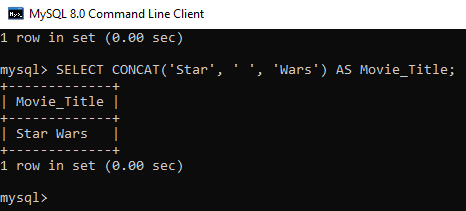 MySQL 8.0 Command Line Client
1 row in set (0.00 sec)
mysql> SELECT CONCAT('Star', ' ', 'Wars') AS Movie_Title;
+-------------+
| Movie_Title |
+-------------+
| Star Wars   |
+-------------+
1 row in set (0.00 sec)
mysql>